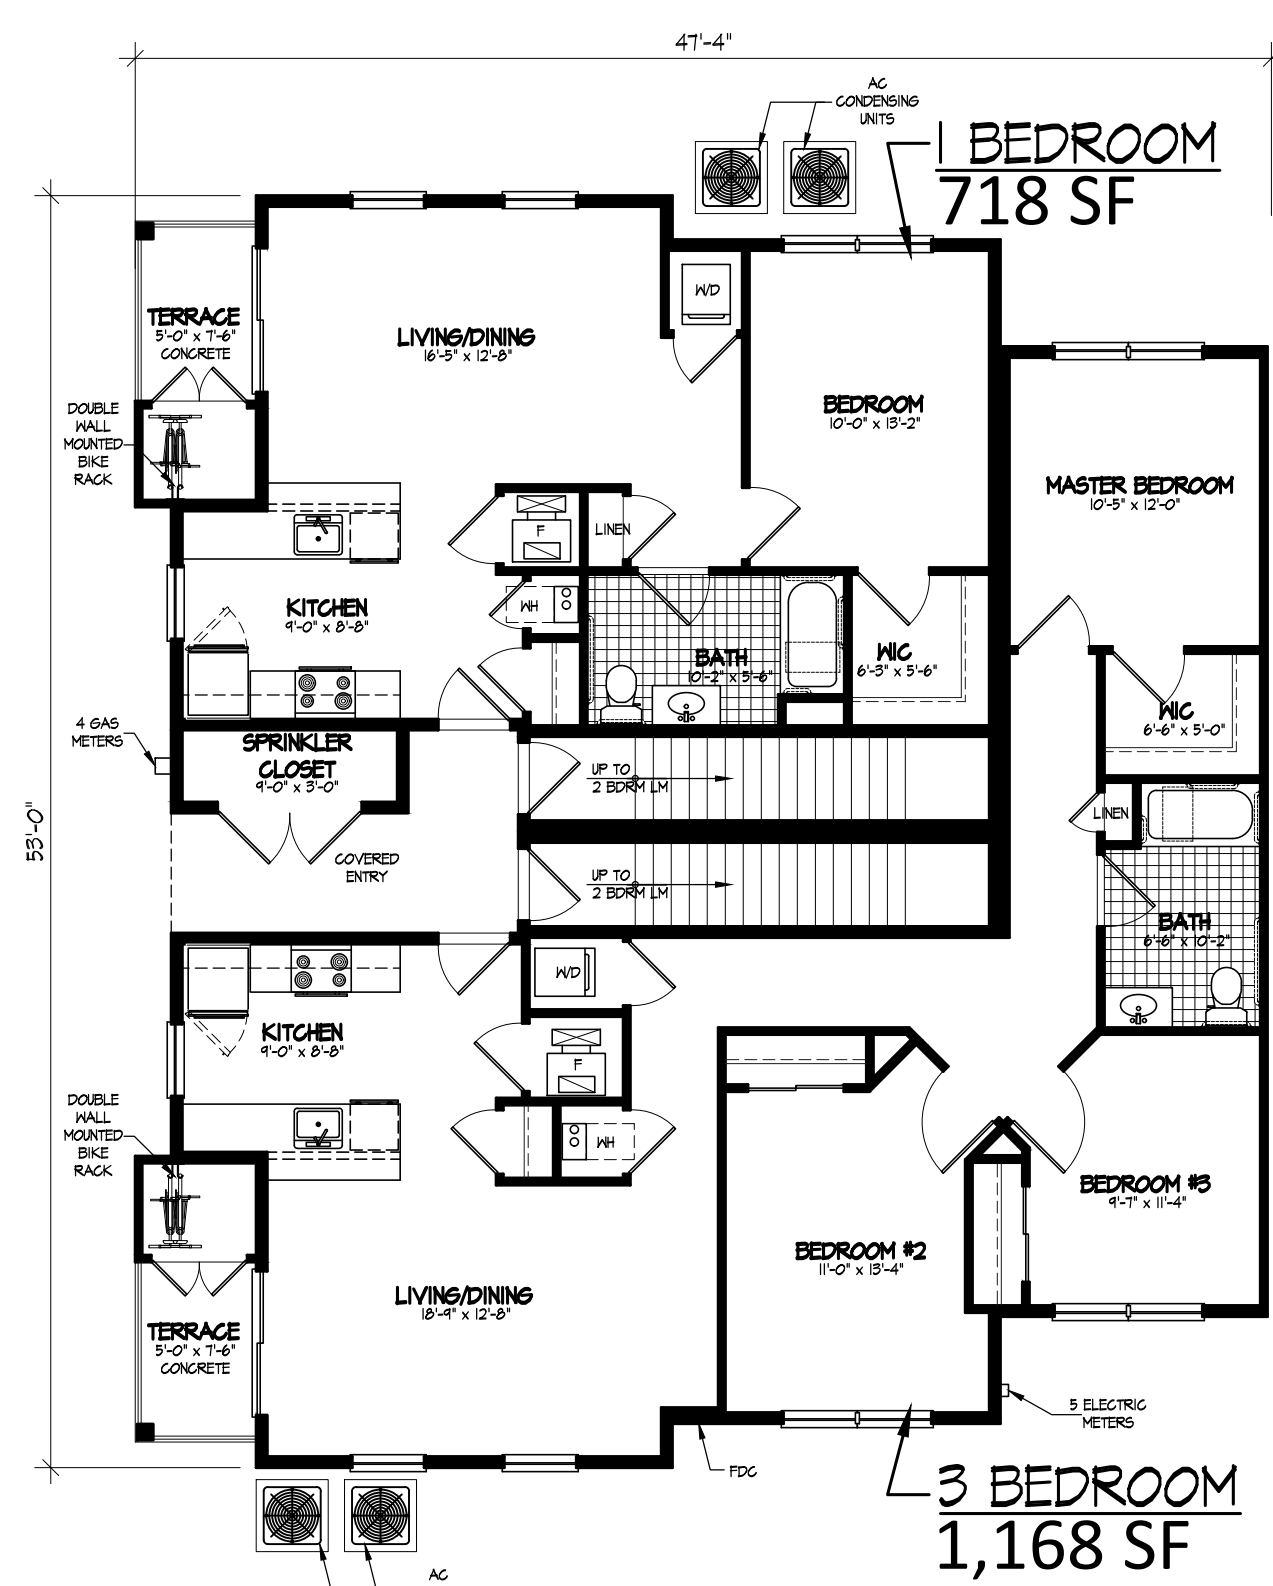 47'-4"
AC
CONDENSING
UNITS
1 BEDROOM
718 SF
TERRACE
5'-0" x 7'-6"
CONCRETE
LIVING/DINING
16'-5" x 12'-8"
W/D
BEDROOM
10'-0" x 13'-2"
DOUBLE
WALL
MOUNTED
BIKE
RACK
MASTER BEDROOM
10'-5" x 12'-0"
F
LINEN
KITCHEN
9'-0" x 8'-8"
WH
BATH
10'-2" x 5'-6"
WIC
6'-3" x 5'-6"
WIC
6'-6" x 5'-0"
4 GAS
METERS
SPRINKLER
CLOSET
9'-0" x 3'-0"
UP TO
2 BDRM LM
53'-0"
LINEN
COVERED
ENTRY
UP TO
2 BDRM LM
BATH
6'-6" x 10'-2"
W/D
KITCHEN
9'-0" x 8'-8"
F
DOUBLE
WALL
MOUNTED
BIKE
RACK
WH
BEDROOM #3
9'-7" x 11'-4"
BEDROOM #2
11'-0" x 13'-4"
LIVING/DINING
18'-9" x 12'-8"
TERRACE
5'-0" x 7'-6"
CONCRETE
5 ELECTRIC
METERS
FDC
3 BEDROOM
1,168 SF
AC